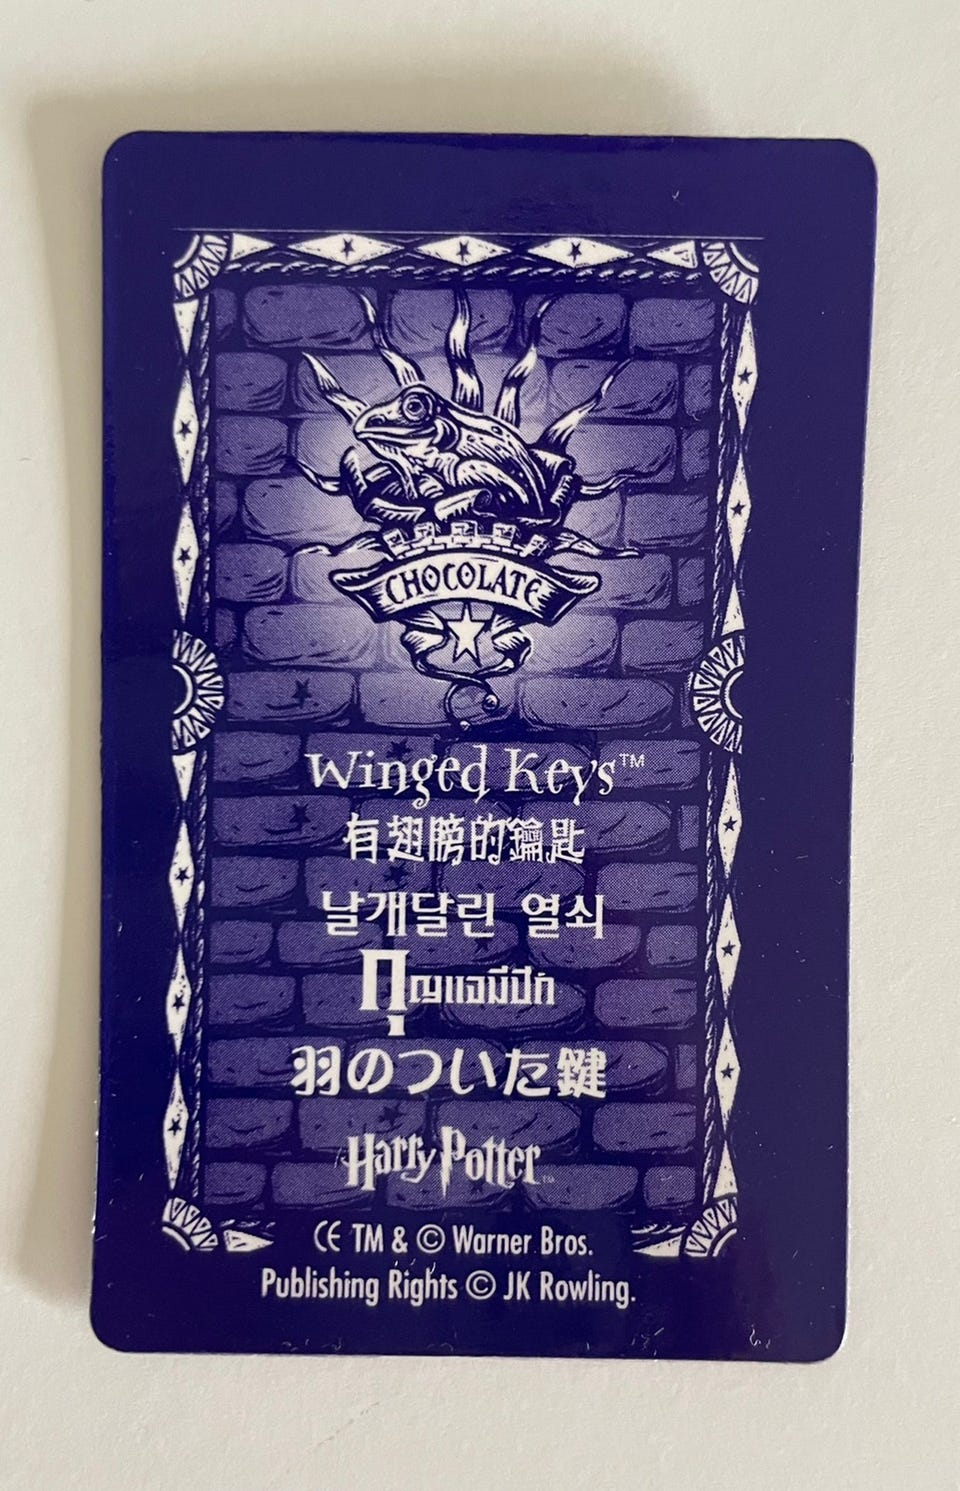 CHOCOLATE
Winged Keys™
有翅膀的鑰匙
날개달린 열쇠
กุญแจมีปีก
羽のついた鍵
Harry Potter™
CE TM & © Warner Bros.
Publishing Rights © JK Rowling.